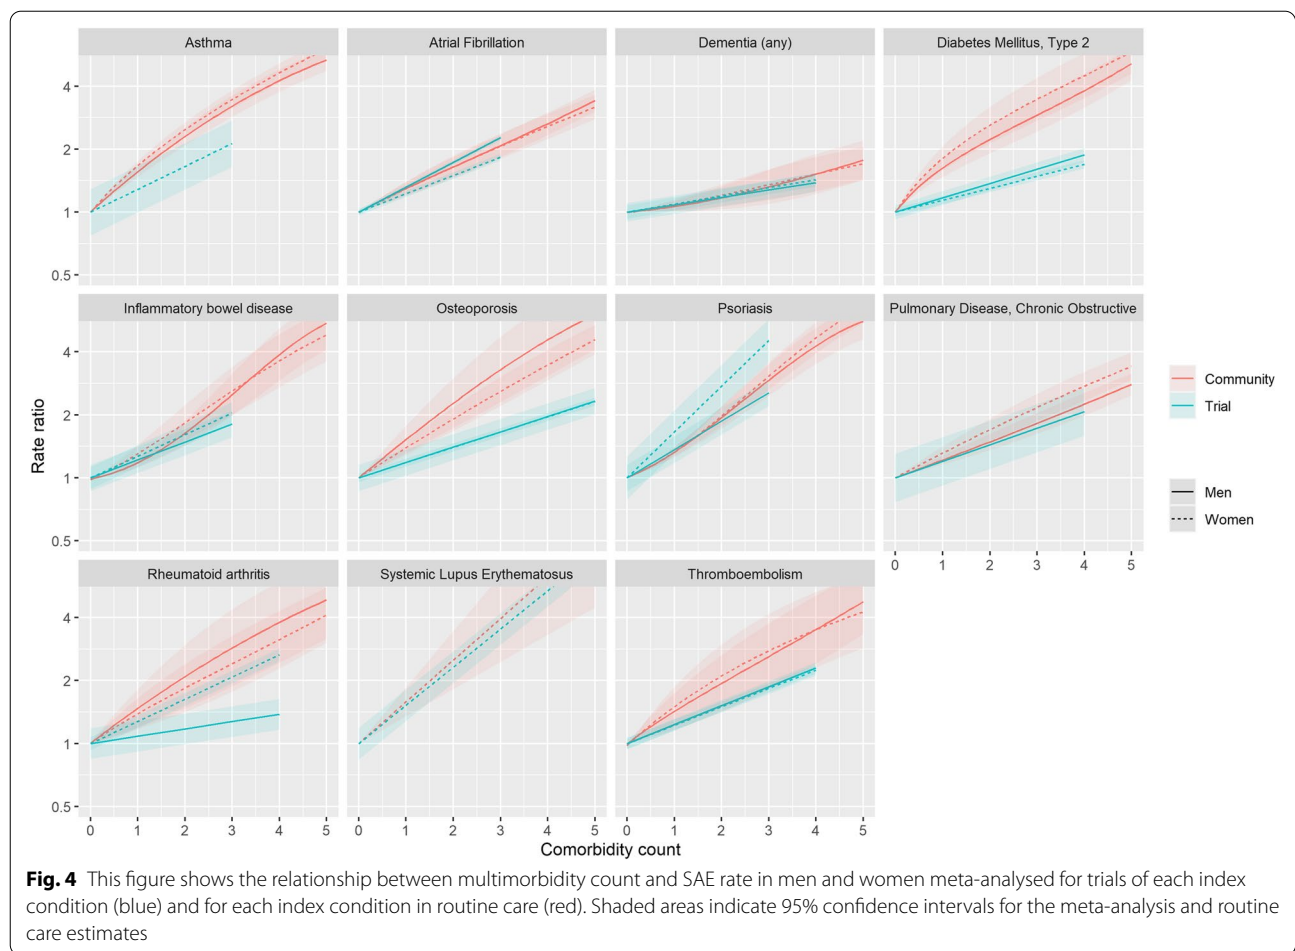 Asthma
Atrial Fibrillation
Dementia (any)
Diabetes Mellitus, Type 2
4
2
1
0.5
Inflammatory bowel disease
Osteoporosis
Psoriasis
Pulmonary Disease, Chronic Obstructive
4
2
1
0.5
Rate ratio
0 1 2 3 4 5
Rheumatoid arthritis
Systemic Lupus Erythematosus
Thromboembolism
4
2
1
0.5
0 1 2 3 4 5
0 1 2 3 4 5
0 1 2 3 4 5
Comorbidity count
Community
Trial
Men
Women
Fig. 4 This figure shows the relationship between multimorbidity count and SAE rate in men and women meta-analysed for trials of each index
condition (blue) and for each index condition in routine care (red). Shaded areas indicate 95% confidence intervals for the meta-analysis and routine
care estimates